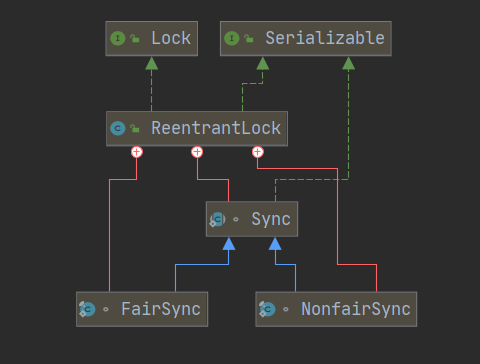 Lock
Serializable
ReentrantLock
Sync
FairSync
NonfairSync